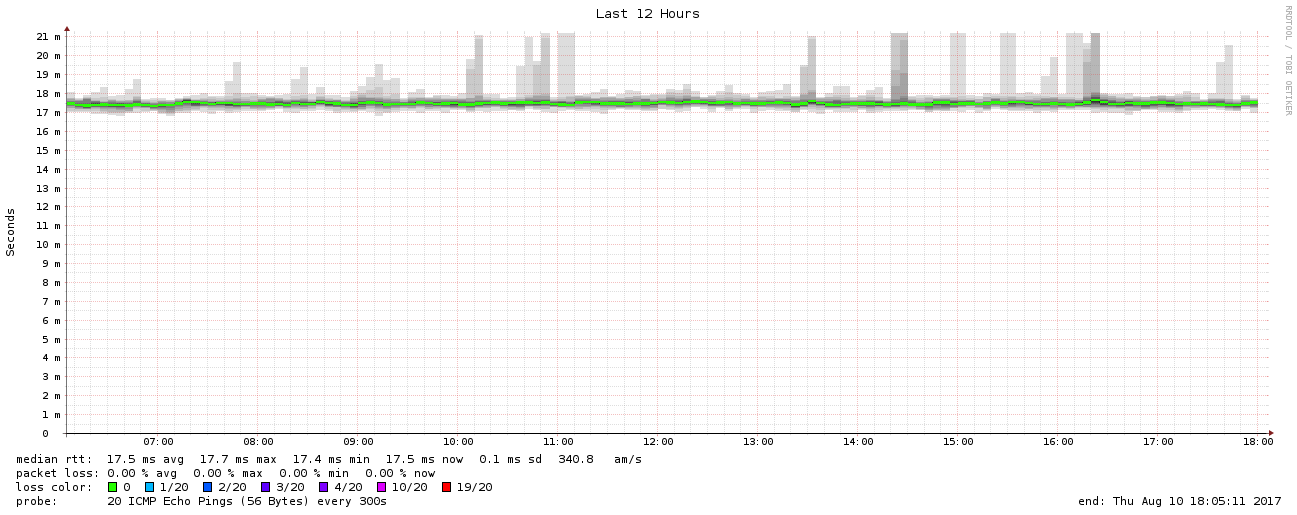 Last 12 Hours
RRDTOOL / TOBI OETIKER
Seconds
21 m
20 m
19 m
18 m
17 m
16 m
15 m
14 m
13 m
12 m
11 m
10 m
9 m
8 m
7 m
6 m
5 m
4 m
3 m
2 m
1 m
0
07:00 08:00 09:00 10:00 11:00 12:00 13:00 14:00 15:00 16:00 17:00 18:00
median rtt: 17.5 ms avg 17.7 ms max 17.4 ms min 17.5 ms now 0.1 ms sd 340.8 am/s
packet loss: 0.00 % avg 0.00 % max 0.00 % min 0.00 % now
loss color: 0 1/20 2/20 3/20 4/20 10/20 19/20
probe: 20 ICMP Echo Pings (56 Bytes) every 300s end: Thu Aug 10 18:05:11 2017